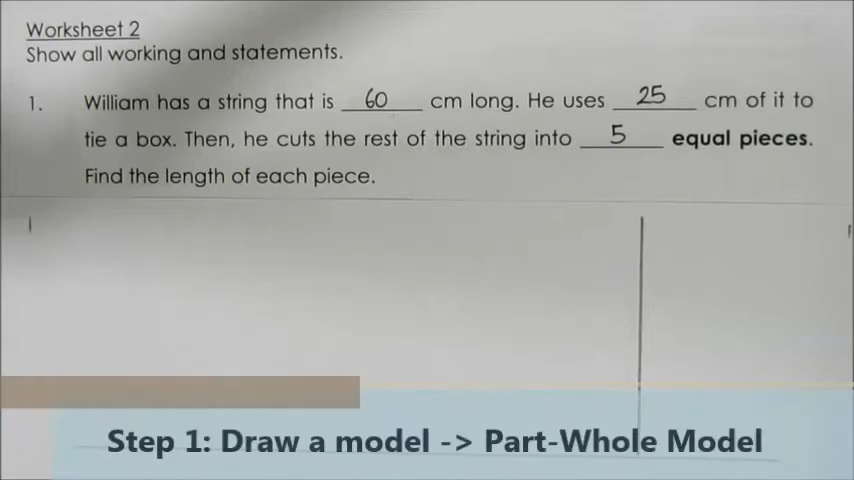 Worksheet 2
Show all working and statements.
1. William has a string that is 60 cm long. He uses 25 cm of it to
tie a box. Then, he cuts the rest of the string into 5 equal pieces.
Find the length of each piece.
Step 1: Draw a model -> Part-Whole Model